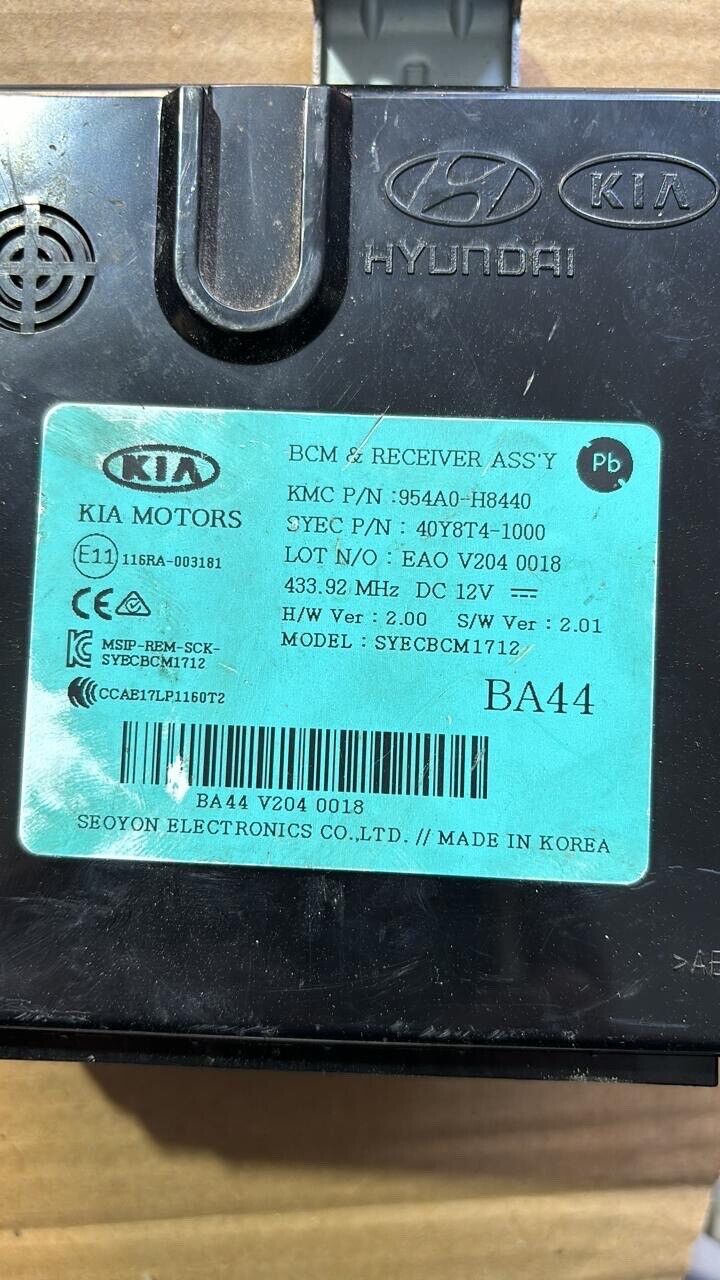 KIA
HYUNDAI
KIA
KIA MOTORS
E11 116RA-003181
CE
MSIP-REM-SCK-
SYECBCM1712
CCAE17LP1160T2
BCM & RECEIVER ASS'Y
Pb
KMC P/N :954A0-H8440
SYEC P/N : 40Y8T4-1000
LOT N/O : EAO V204 0018
433.92 MHz DC 12V
H/W Ver : 2.00 S/W Ver : 2.01
MODEL : SYECBCM1712
BA44
BA44 V204 0018
SEOYON ELECTRONICS CO.,LTD. // MADE IN KOREA